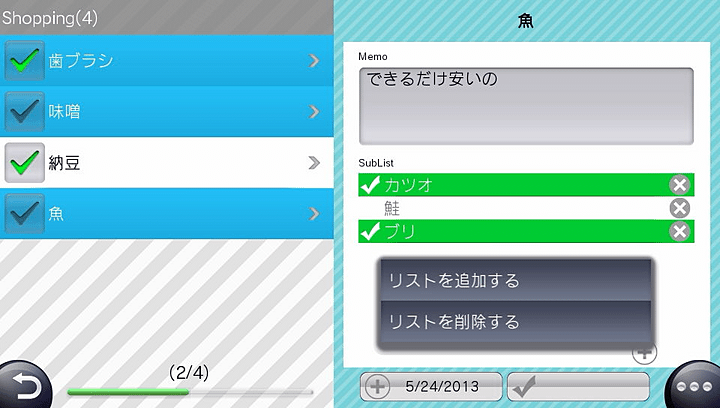 Shopping(4)
歯ブラシ
味噌
納豆
魚
(2/4)
魚
Memo
できるだけ安いの
SubList
カツオ
鮭
ブリ
リストを追加する
リストを削除する
5/24/2013